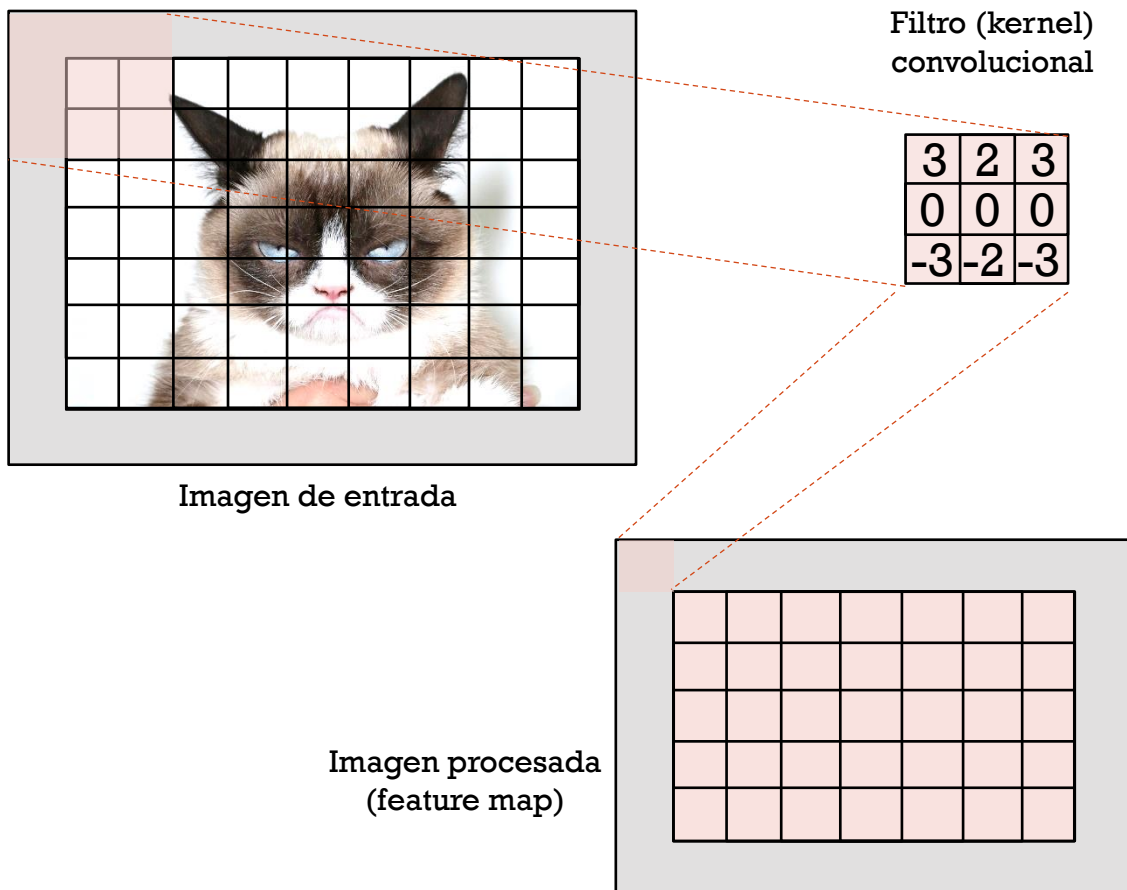 Filtro (kernel)
convolucional
3 2 3
0 0 0
-3 -2 -3
Imagen de entrada
Imagen procesada
(feature map)